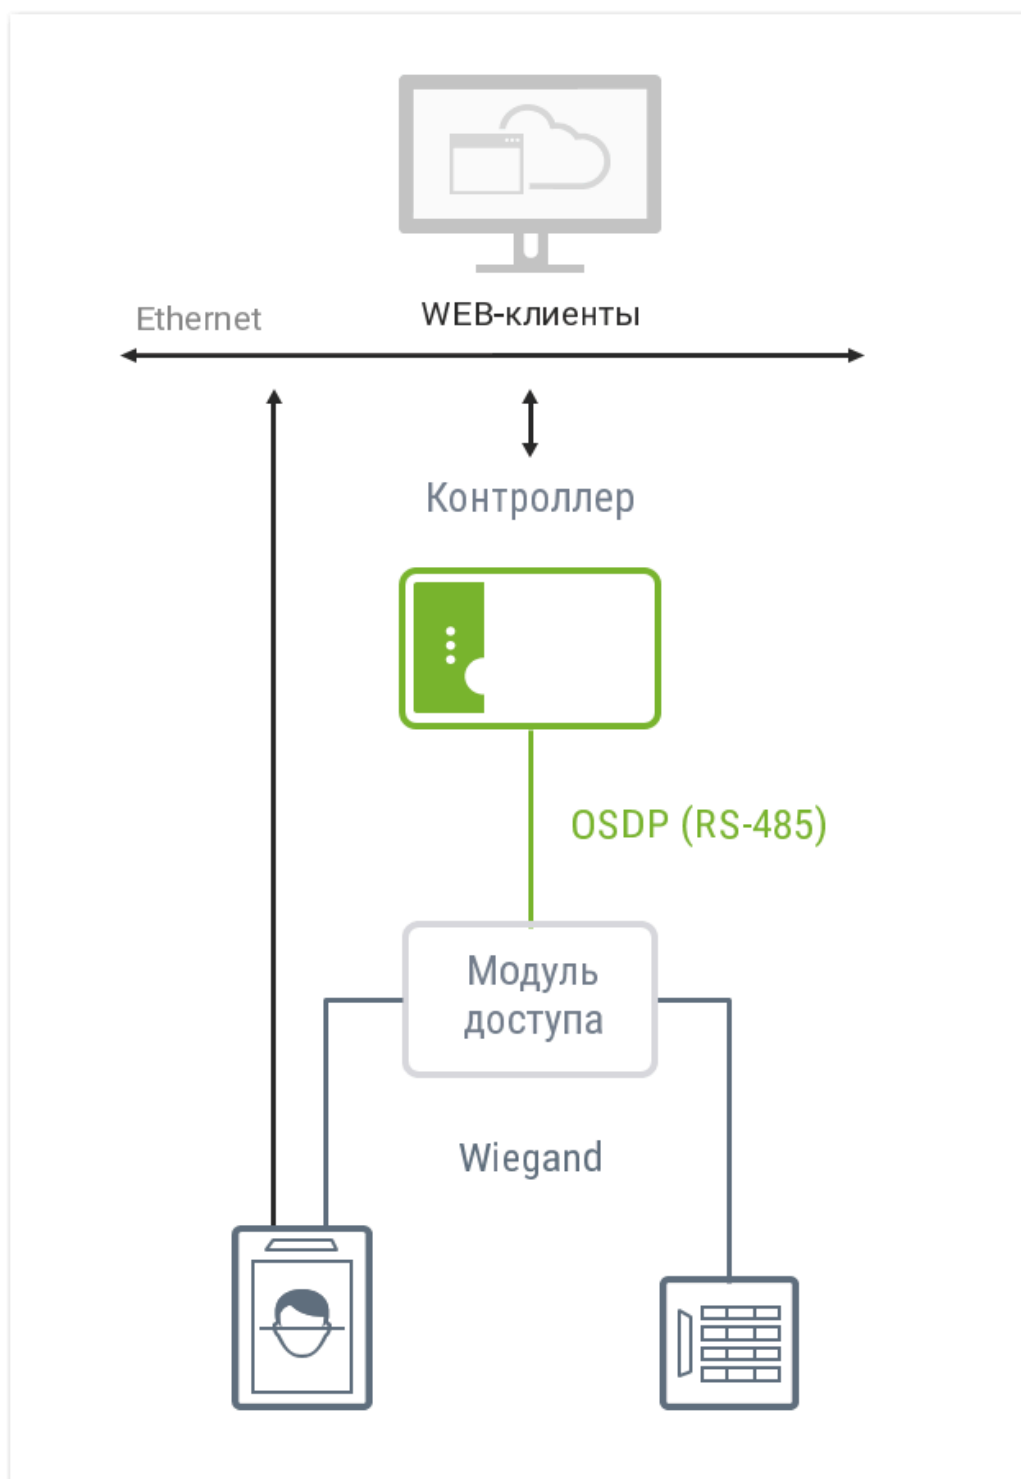 Ethernet
WEB-клиенты
Контроллер
OSDP (RS-485)
Модуль
доступа
Wiegand